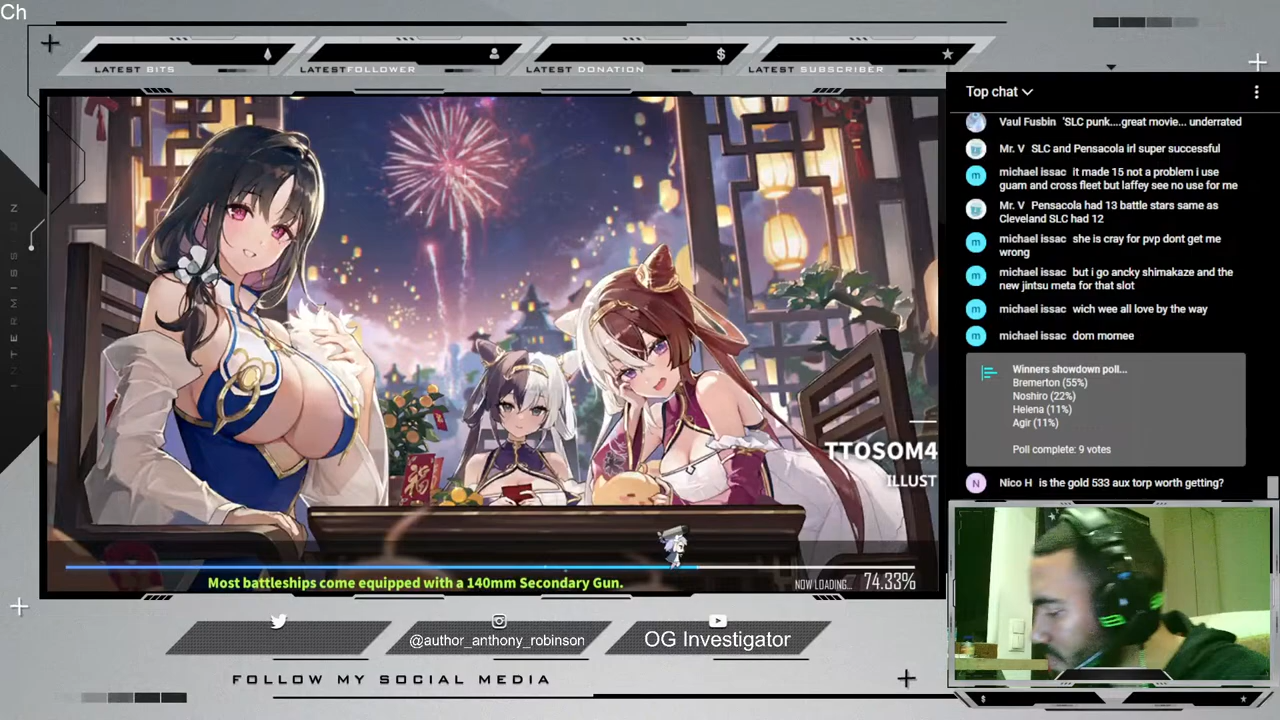 Ch
LATEST BITS
LATEST FOLLOWER
LATEST DONATION
LATEST SUBSCRIBER
$
Top chat
Vaul Fusbin 'SLC punk....great movie... underrated
Mr. V SLC and Pensacola irl super successful
michael issac it made 15 not a problem i use
guam and cross fleet but laffey see no use for me
Mr. V Pensacola had 13 battle stars same as
Cleveland SLC had 12
michael issac she is cray for pvp dont get me
wrong
michael issac but i go ancky shimakaze and the
new jintsu meta for that slot
michael issac wich wee all love by the way
michael issac dom mornee
Winners showdown poll...
Bremerton (55%)
Noshiro (22%)
Helena (11%)
Agir (11%)
Poll complete: 9 votes
Nico H is the gold 533 aux torp worth getting?
INTERMISS
福
TTOSOM4
ILLUST
Most battleships come equipped with a 140mm Secondary Gun.
NOW LOADING... 74.33%
@author_anthony_robinson
OG Investigator
FOLLOW MY SOCIAL MEDIA